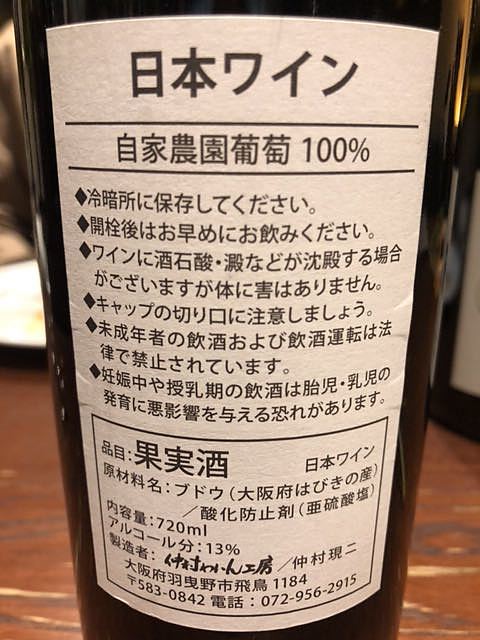 日本ワイン
自家農園葡萄 100%
◆冷暗所に保存してください。
◆開栓後はお早めにお飲みください。
◆ワインに酒石酸・澱などが沈殿する場合
がございますが体に害はありません。
◆キャップの切り口に注意しましょう。
◆未成年者の飲酒および飲酒運転は法
律で禁止されています。
◆妊娠中や授乳期の飲酒は胎児・乳児の
発育に悪影響を与える恐れがあります。
品目:果実酒 日本ワイン
原材料名:ブドウ(大阪府はびきの産)
/酸化防止剤(亜硫酸塩)
内容量:720ml
アルコール分:13%
製造者:仲村わいん工房/仲村現二
大阪府羽曳野市飛鳥 1184
〒583-0842 電話:072-956-2915